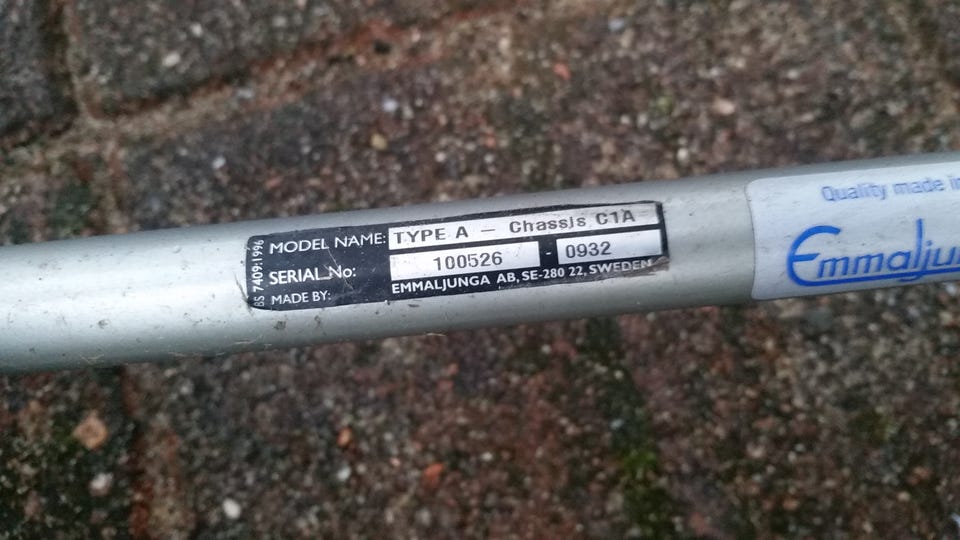 BS 7409:1996
MODEL NAME: TYPE A - Chassis C1A
SERIAL No: 100526 - 0932
MADE BY: EMMALJUNGA AB, SE-280 22, SWEDEN
Quality made in
Emmalju